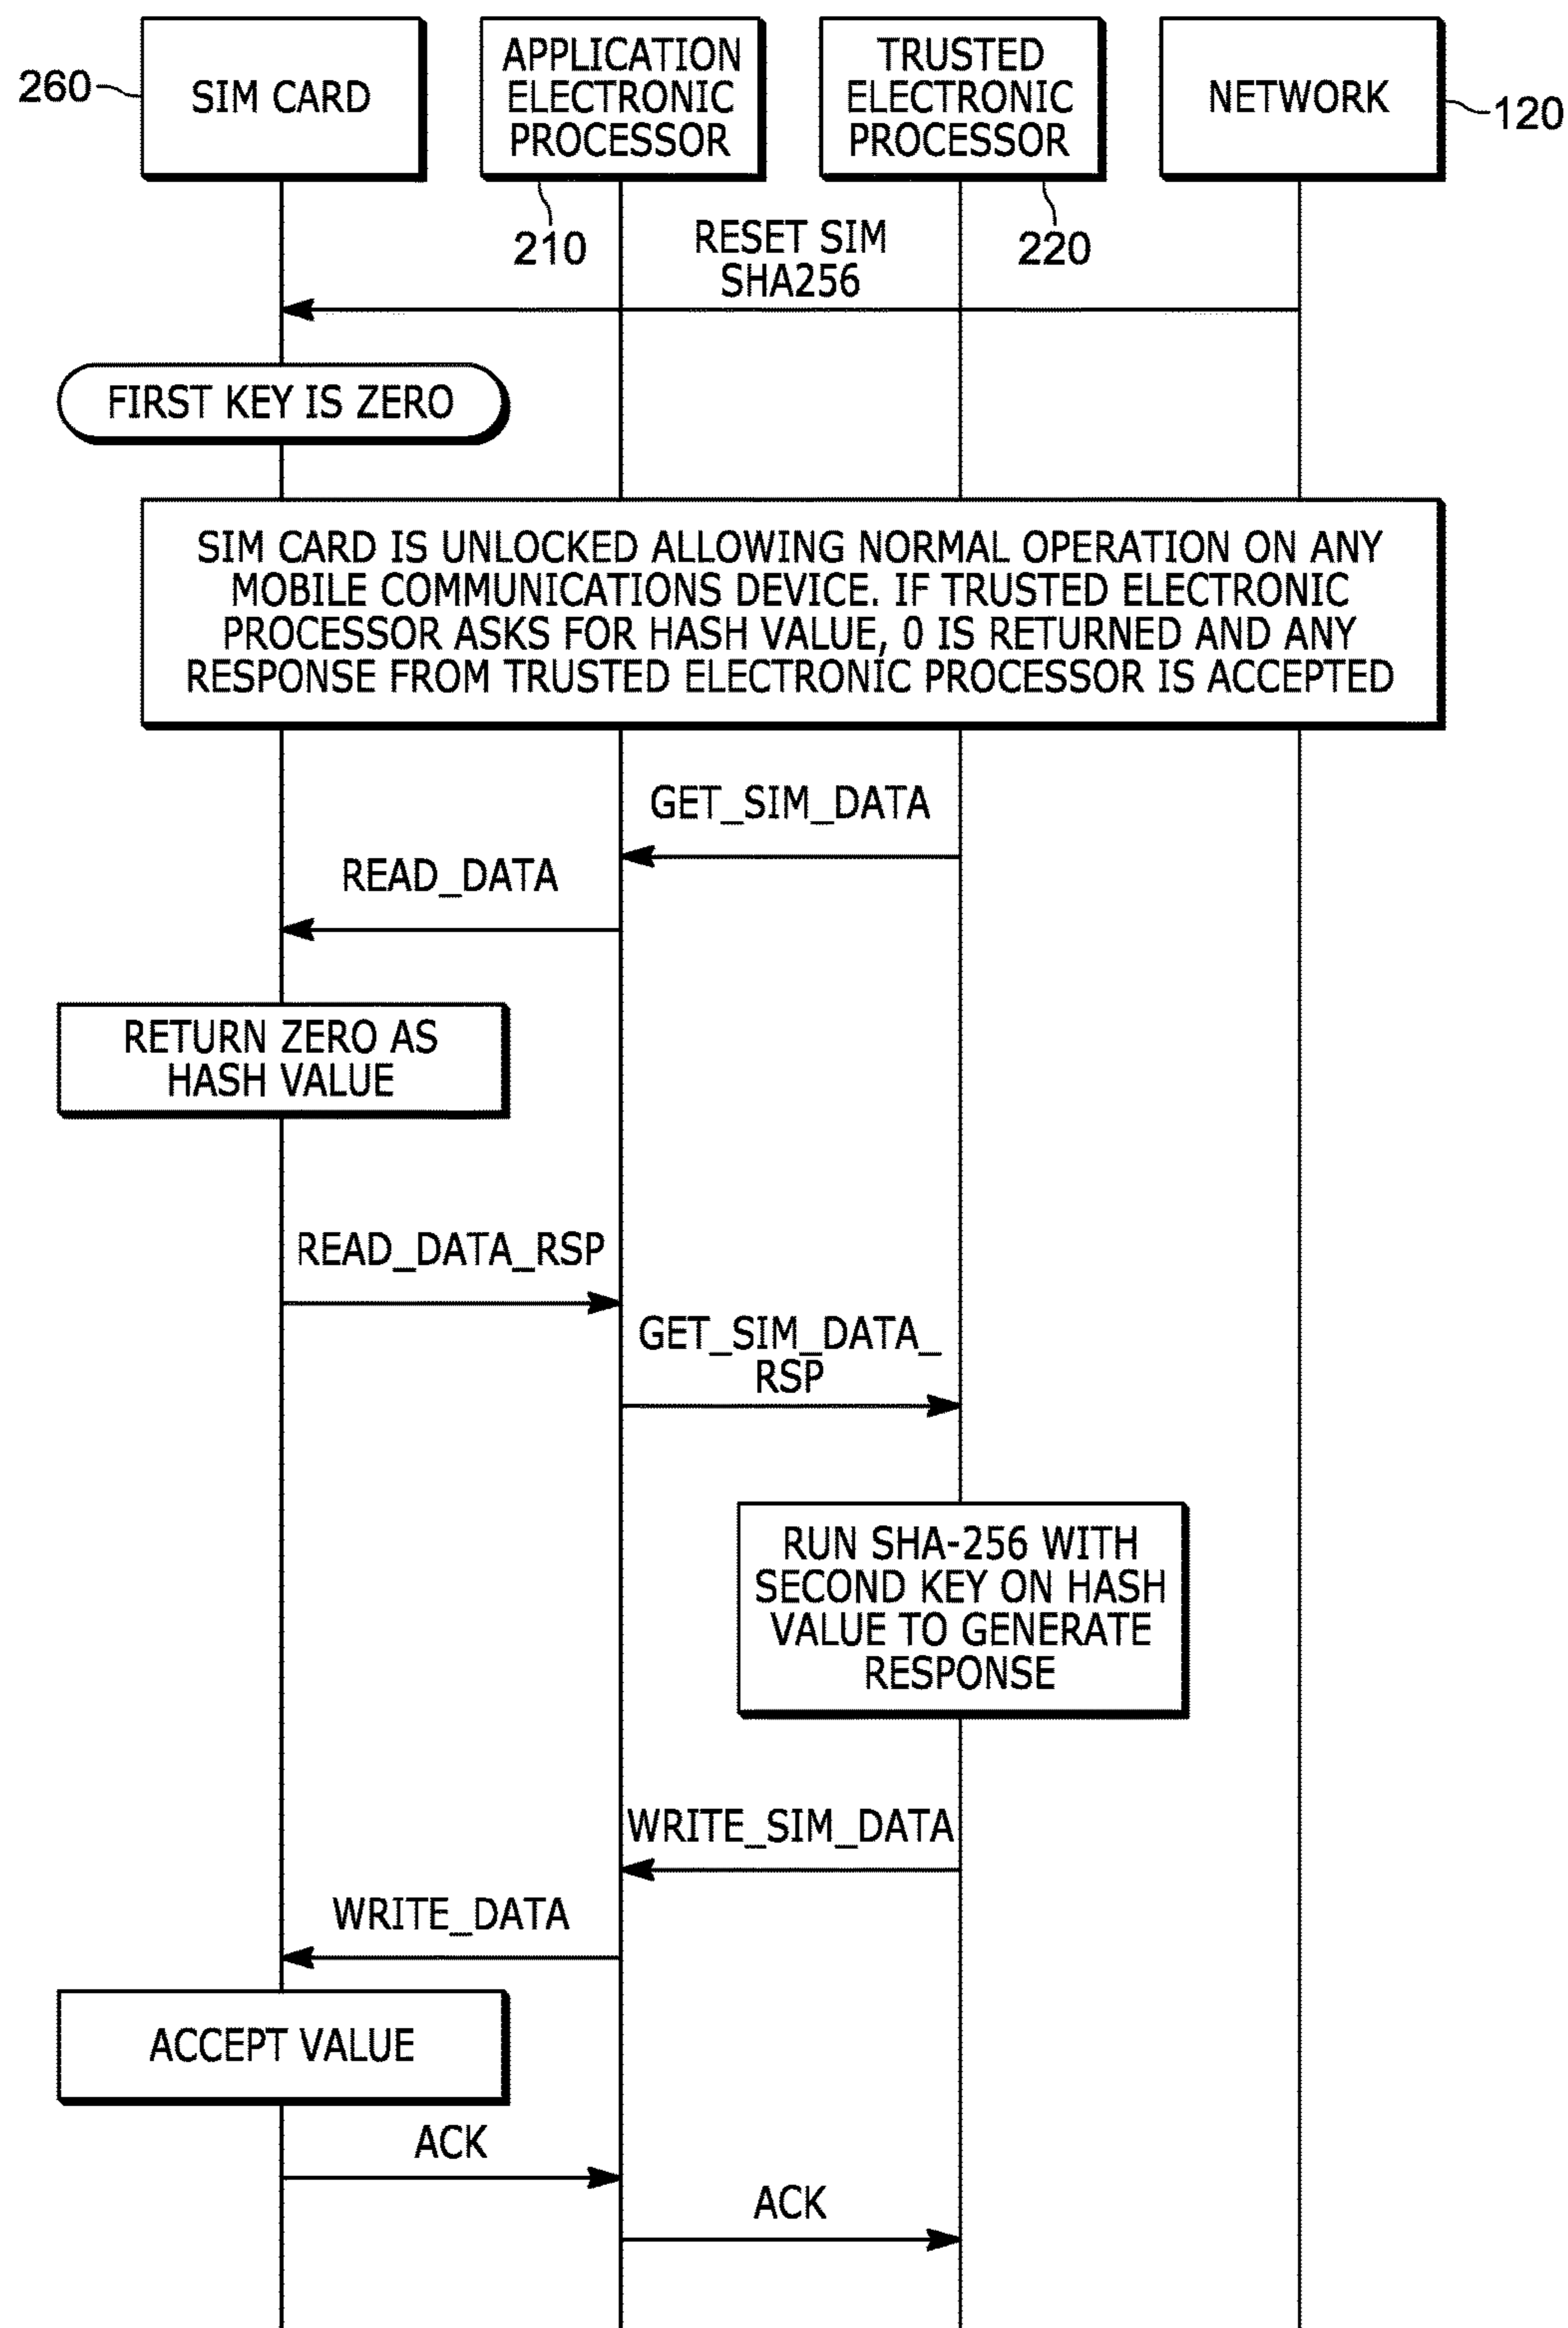 260
SIM CARD
APPLICATION
ELECTRONIC
PROCESSOR
TRUSTED
ELECTRONIC
PROCESSOR
NETWORK
120
210
220
RESET SIM
SHA256
FIRST KEY IS ZERO
SIM CARD IS UNLOCKED ALLOWING NORMAL OPERATION ON ANY
MOBILE COMMUNICATIONS DEVICE. IF TRUSTED ELECTRONIC
PROCESSOR ASKS FOR HASH VALUE, 0 IS RETURNED AND ANY
RESPONSE FROM TRUSTED ELECTRONIC PROCESSOR IS ACCEPTED
GET_SIM_DATA
READ_DATA
RETURN ZERO AS
HASH VALUE
READ_DATA_RSP
GET_SIM_DATA_
RSP
RUN SHA-256 WITH
SECOND KEY ON HASH
VALUE TO GENERATE
RESPONSE
WRITE_SIM_DATA
WRITE_DATA
ACCEPT VALUE
ACK
ACK